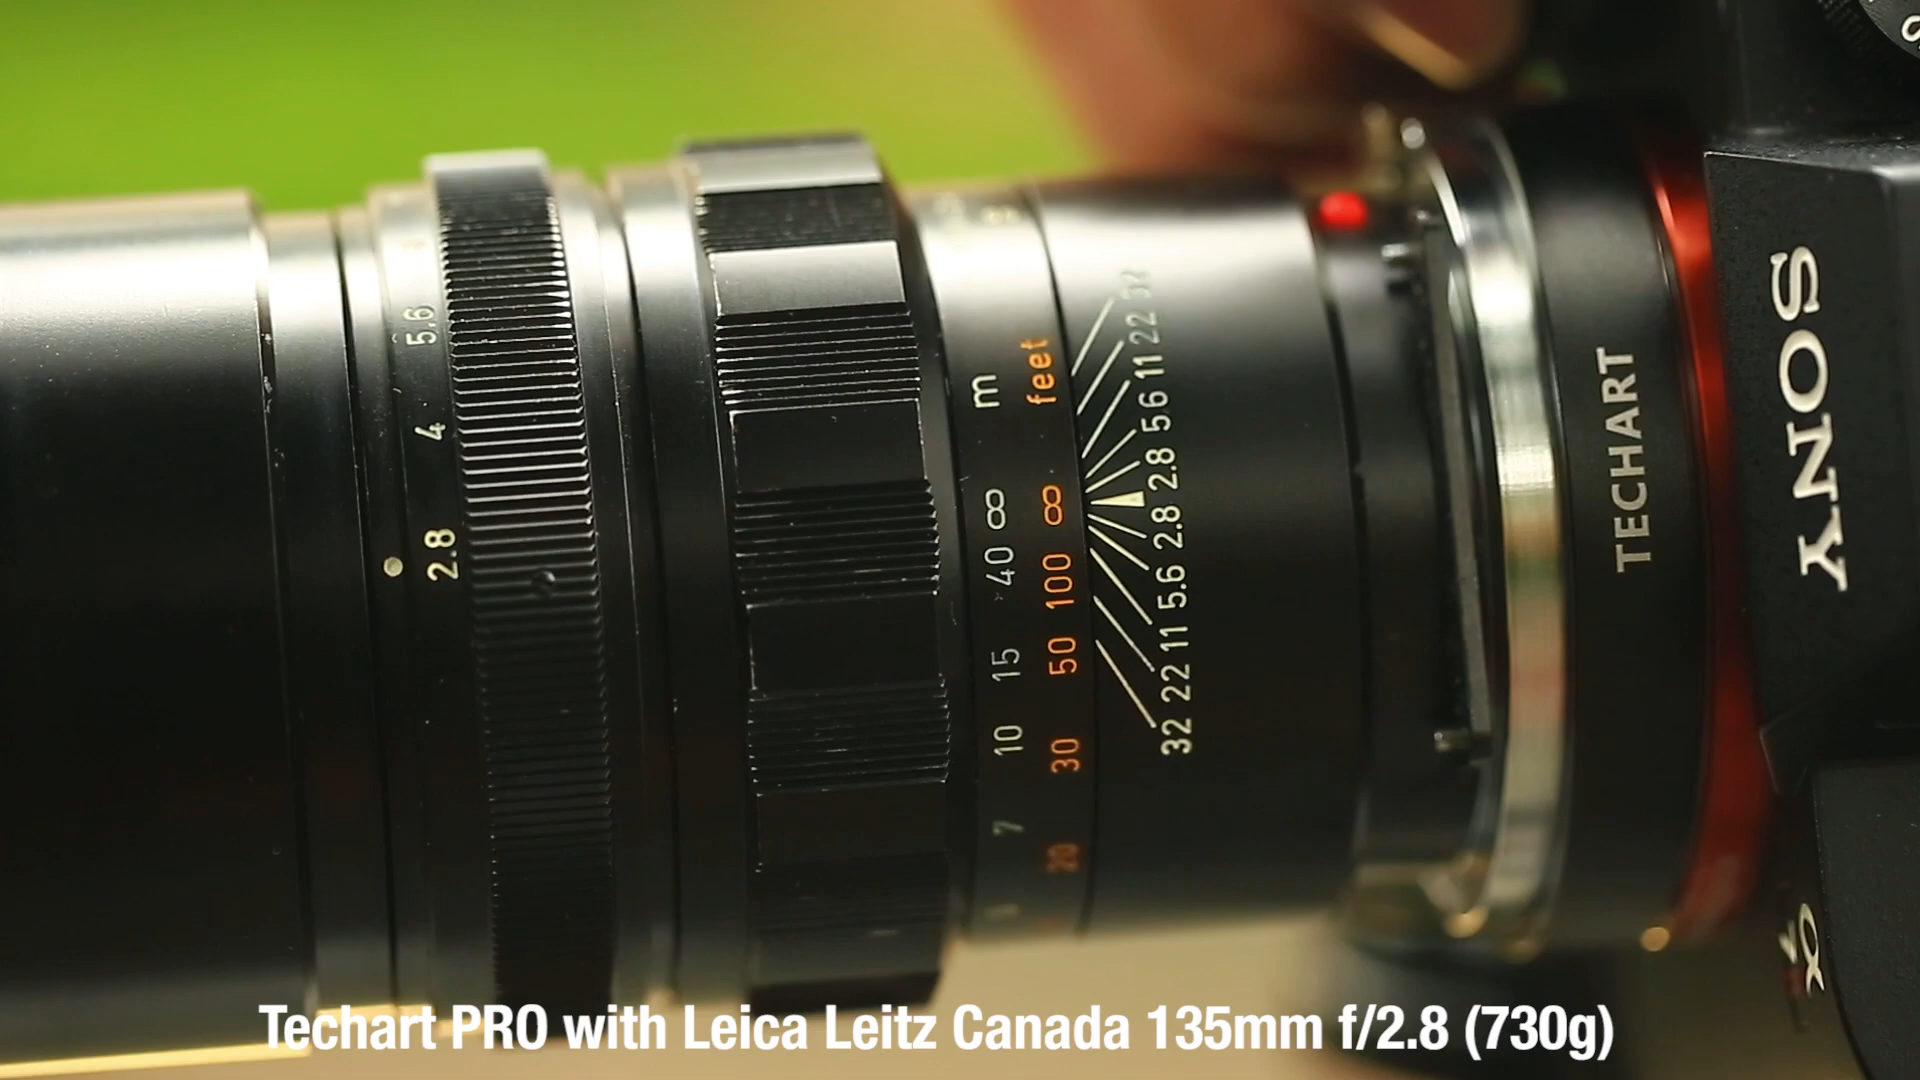 5.6
4
2.8
m
∞
40
15
10
7
feet
∞
100
50
30
20
32 22 11 5.6 2.8 2.8 5.6 11 22 32
TECHART
SONY
α
Techart PRO with Leica Leitz Canada 135mm f/2.8 (730g)